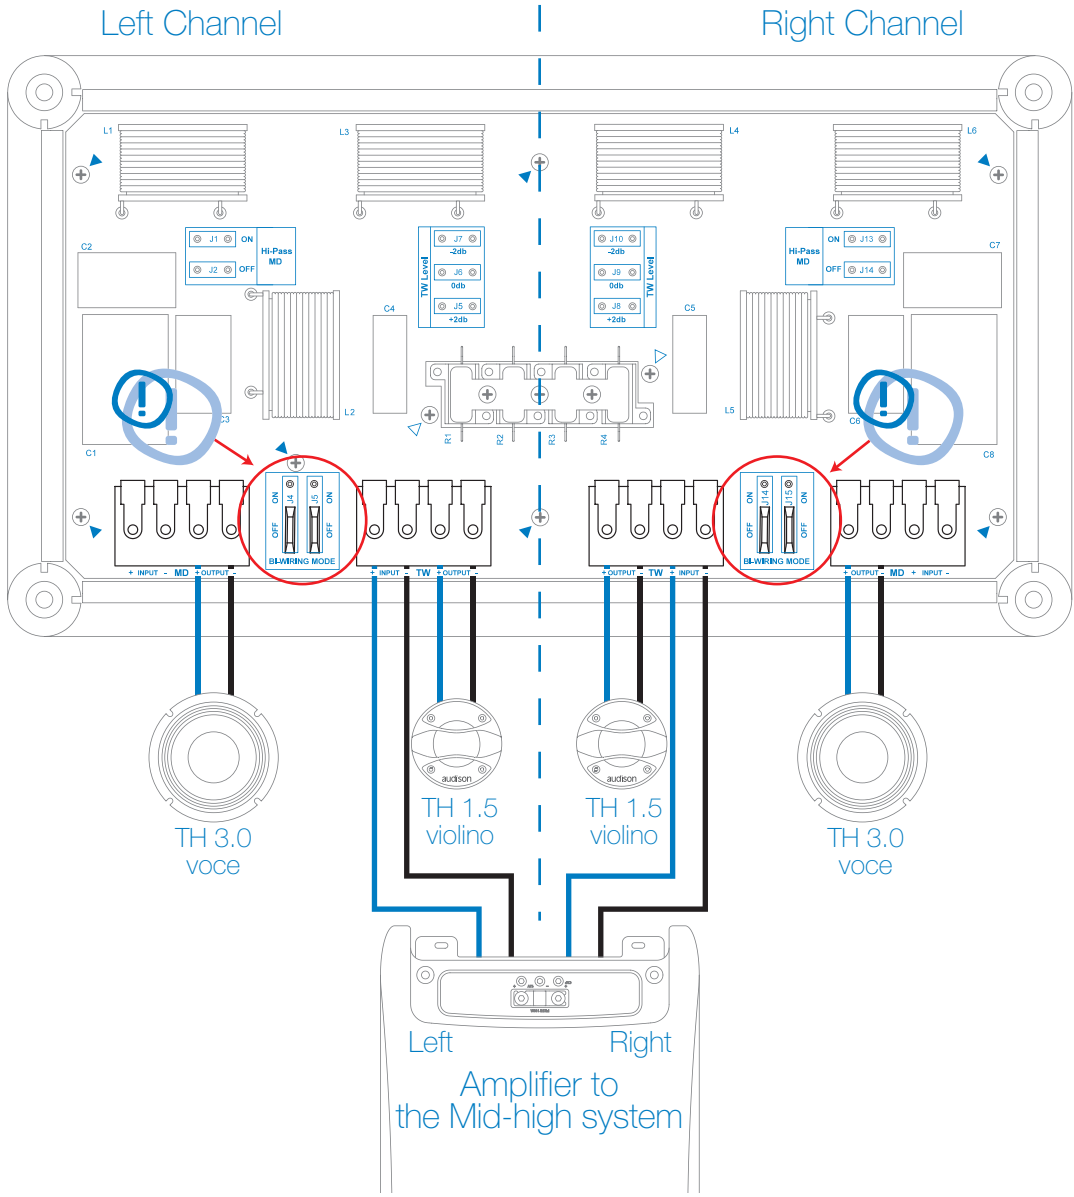 Left Channel
Right Channel
L1
L3
L4
L6
C2
J1 ON
J2 OFF
Hi-Pass
MD
TW Level
J7
-2db
J6
0db
J5
+2db
J10
-2db
J9
0db
J8
+2db
TW Level
Hi-Pass
MD
ON J13
OFF J14
C7
C4
C5
!
!
C1
C3
L2
R1
R2
R3
R4
L5
C6
!
!
C8
ON
OFF
J4
J5
ON
OFF
BI-WIRING MODE
ON
OFF
J14
J15
ON
OFF
BI-WIRING MODE
+ INPUT - MD + OUTPUT -
+ INPUT - TW + OUTPUT -
+ OUTPUT - TW + INPUT -
+ OUTPUT - MD + INPUT -
audison
audison
TH 3.0
voce
TH 1.5
violino
TH 1.5
violino
TH 3.0
voce
+ - +
Left
Right
Amplifier to
the Mid-high system